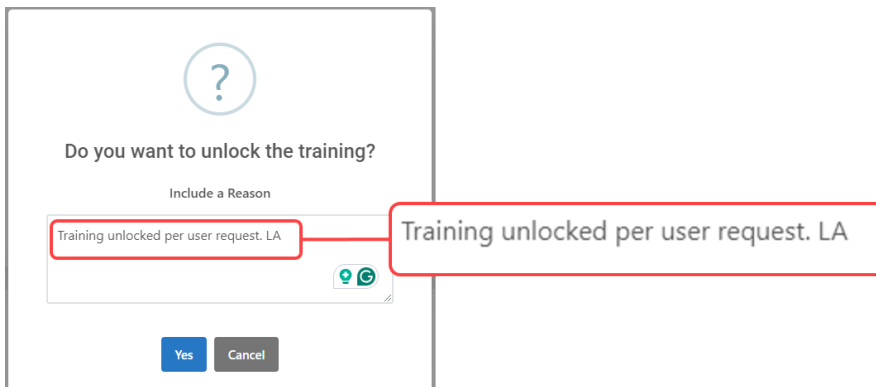 ?
Do you want to unlock the training?
Include a Reason
Training unlocked per user request. LA
Training unlocked per user request. LA
Yes Cancel